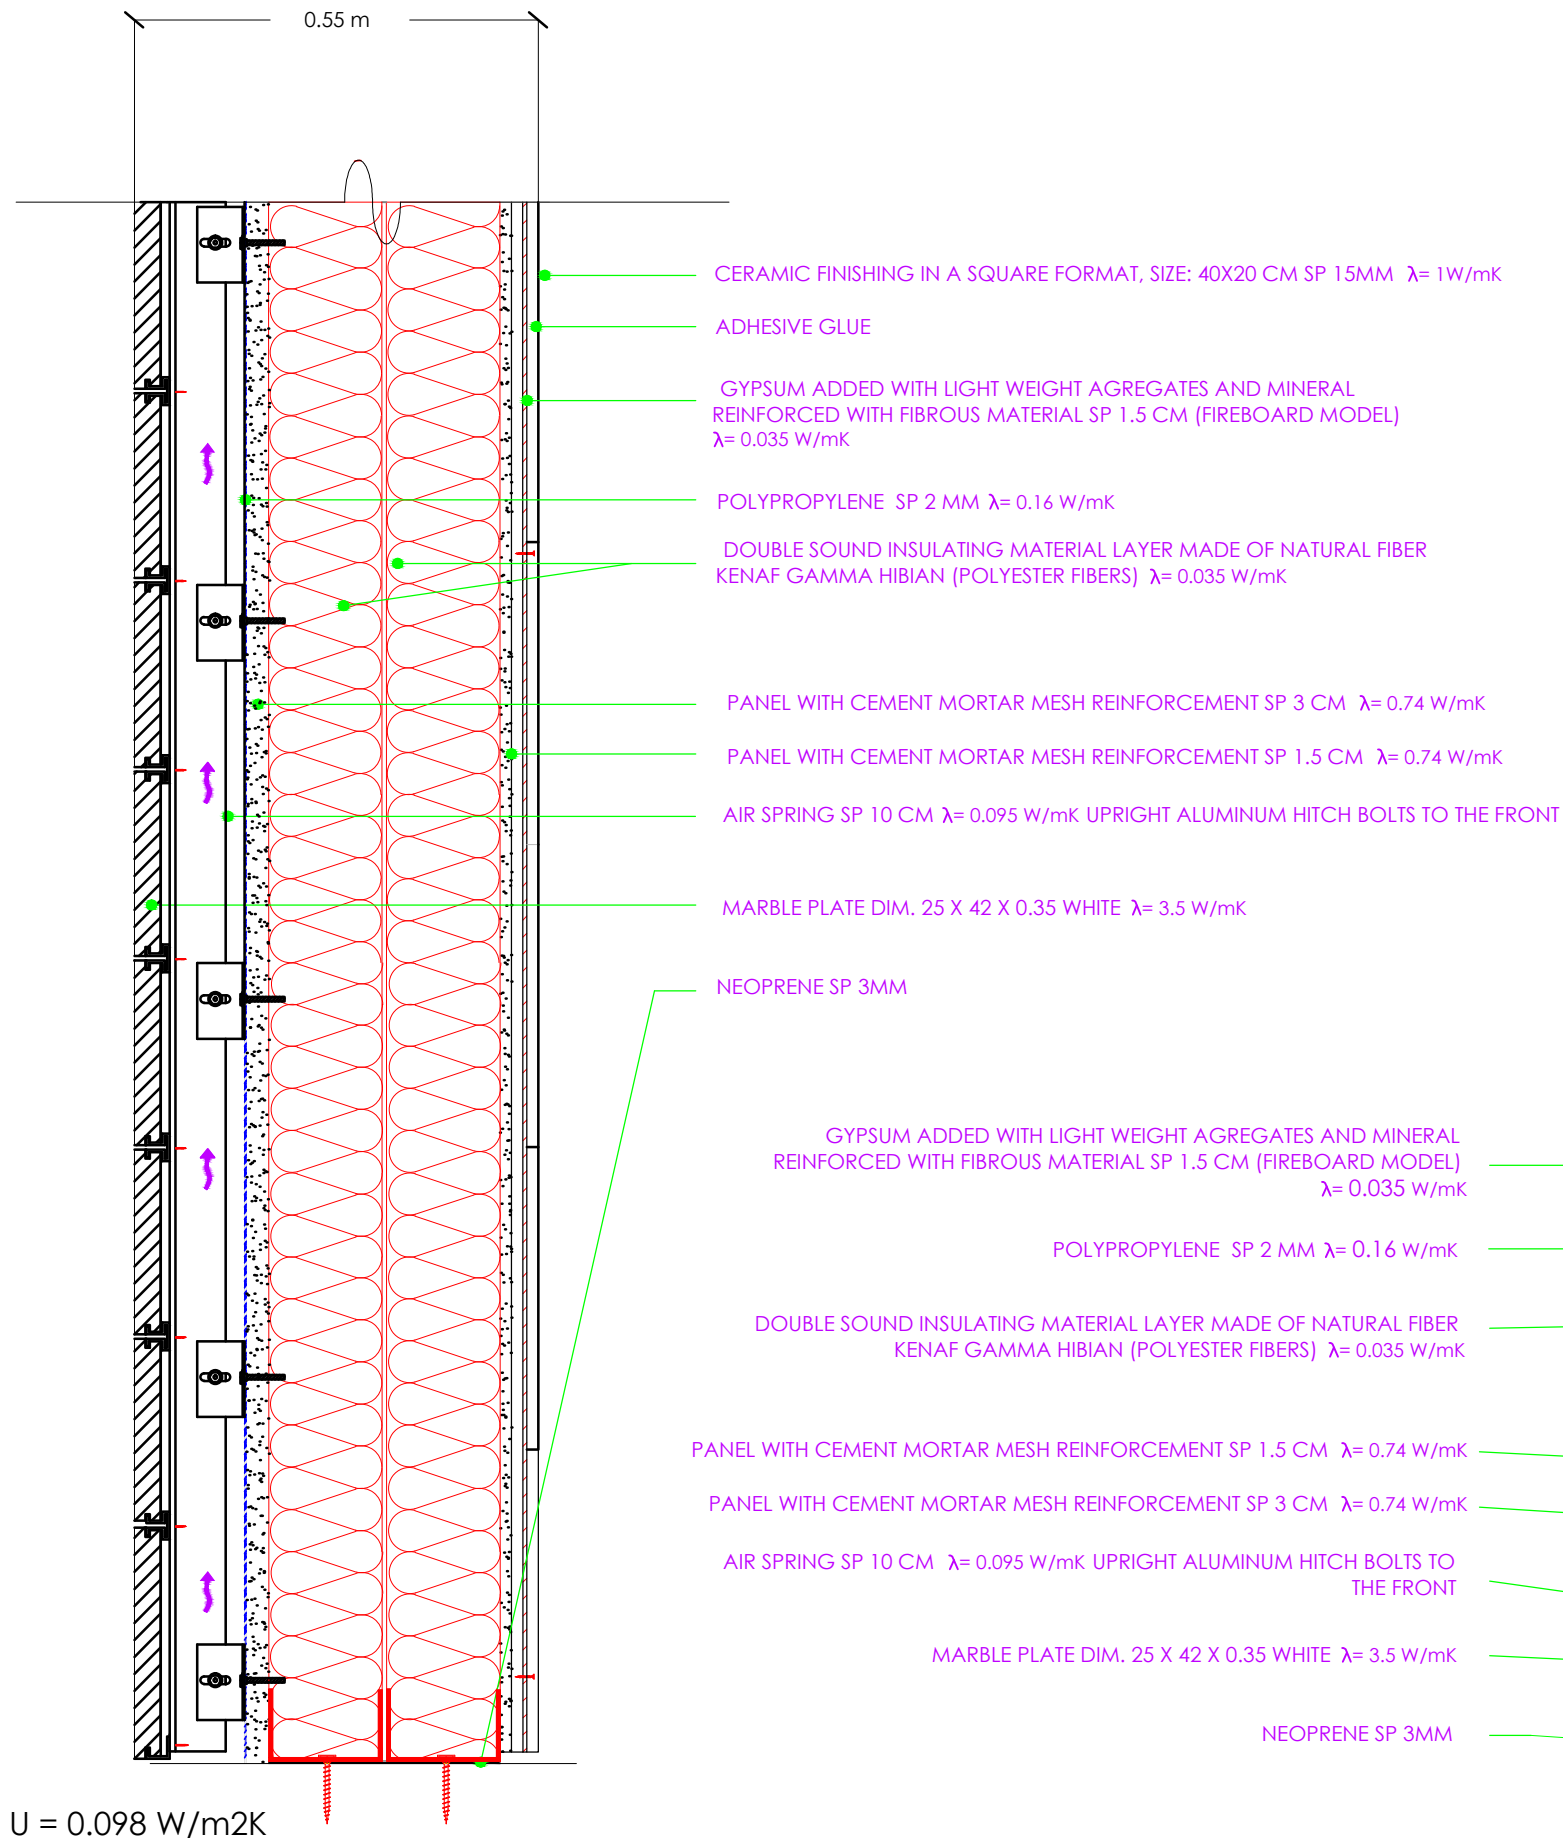 0.55 m
CERAMIC FINISHING IN A SQUARE FORMAT, SIZE: 40X20 CM SP 15MM λ= 1W/mK
ADHESIVE GLUE
GYPSUM ADDED WITH LIGHT WEIGHT AGREGATES AND MINERAL
REINFORCED WITH FIBROUS MATERIAL SP 1.5 CM (FIREBOARD MODEL)
λ= 0.035 W/mK
POLYPROPYLENE SP 2 MM λ= 0.16 W/mK
DOUBLE SOUND INSULATING MATERIAL LAYER MADE OF NATURAL FIBER
KENAF GAMMA HIBIAN (POLYESTER FIBERS) λ= 0.035 W/mK
PANEL WITH CEMENT MORTAR MESH REINFORCEMENT SP 3 CM λ= 0.74 W/mK
PANEL WITH CEMENT MORTAR MESH REINFORCEMENT SP 1.5 CM λ= 0.74 W/mK
AIR SPRING SP 10 CM λ= 0.095 W/mK UPRIGHT ALUMINUM HITCH BOLTS TO THE FRONT
MARBLE PLATE DIM. 25 X 42 X 0.35 WHITE λ= 3.5 W/mK
NEOPRENE SP 3MM
GYPSUM ADDED WITH LIGHT WEIGHT AGREGATES AND MINERAL
REINFORCED WITH FIBROUS MATERIAL SP 1.5 CM (FIREBOARD MODEL)
λ= 0.035 W/mK
POLYPROPYLENE SP 2 MM λ= 0.16 W/mK
DOUBLE SOUND INSULATING MATERIAL LAYER MADE OF NATURAL FIBER
KENAF GAMMA HIBIAN (POLYESTER FIBERS) λ= 0.035 W/mK
PANEL WITH CEMENT MORTAR MESH REINFORCEMENT SP 1.5 CM λ= 0.74 W/mK
PANEL WITH CEMENT MORTAR MESH REINFORCEMENT SP 3 CM λ= 0.74 W/mK
AIR SPRING SP 10 CM λ= 0.095 W/mK UPRIGHT ALUMINUM HITCH BOLTS TO
THE FRONT
MARBLE PLATE DIM. 25 X 42 X 0.35 WHITE λ= 3.5 W/mK
NEOPRENE SP 3MM
U = 0.098 W/m2K